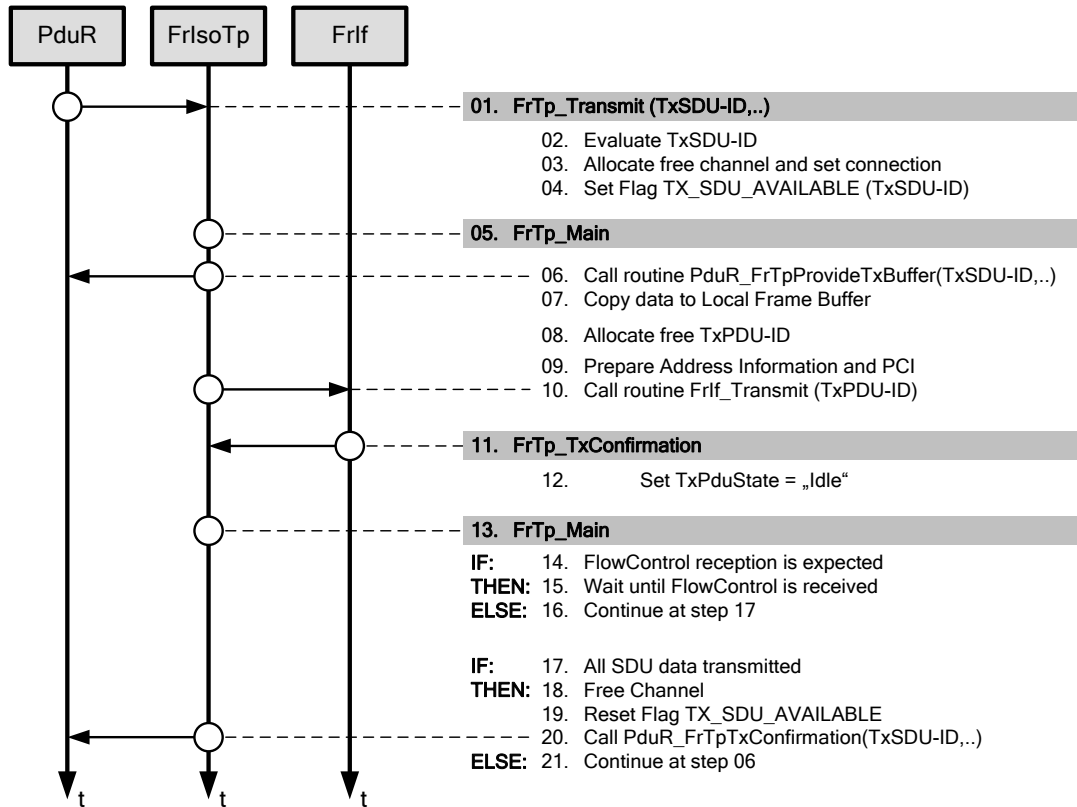 PduR FrIsoTp FrIf
01. FrTp_Transmit (TxSDU-ID,..)
02. Evaluate TxSDU-ID
03. Allocate free channel and set connection
04. Set Flag TX_SDU_AVAILABLE (TxSDU-ID)
05. FrTp_Main
06. Call routine PduR_FrTpProvideTxBuffer(TxSDU-ID,..)
07. Copy data to Local Frame Buffer
08. Allocate free TxPDU-ID
09. Prepare Address Information and PCI
10. Call routine FrIf_Transmit (TxPDU-ID)
11. FrTp_TxConfirmation
12. Set TxPduState = „Idle“
13. FrTp_Main
IF: 14. FlowControl reception is expected
THEN: 15. Wait until FlowControl is received
ELSE: 16. Continue at step 17
IF: 17. All SDU data transmitted
THEN: 18. Free Channel
19. Reset Flag TX_SDU_AVAILABLE
20. Call PduR_FrTpTxConfirmation(TxSDU-ID,..)
ELSE: 21. Continue at step 06
t t t